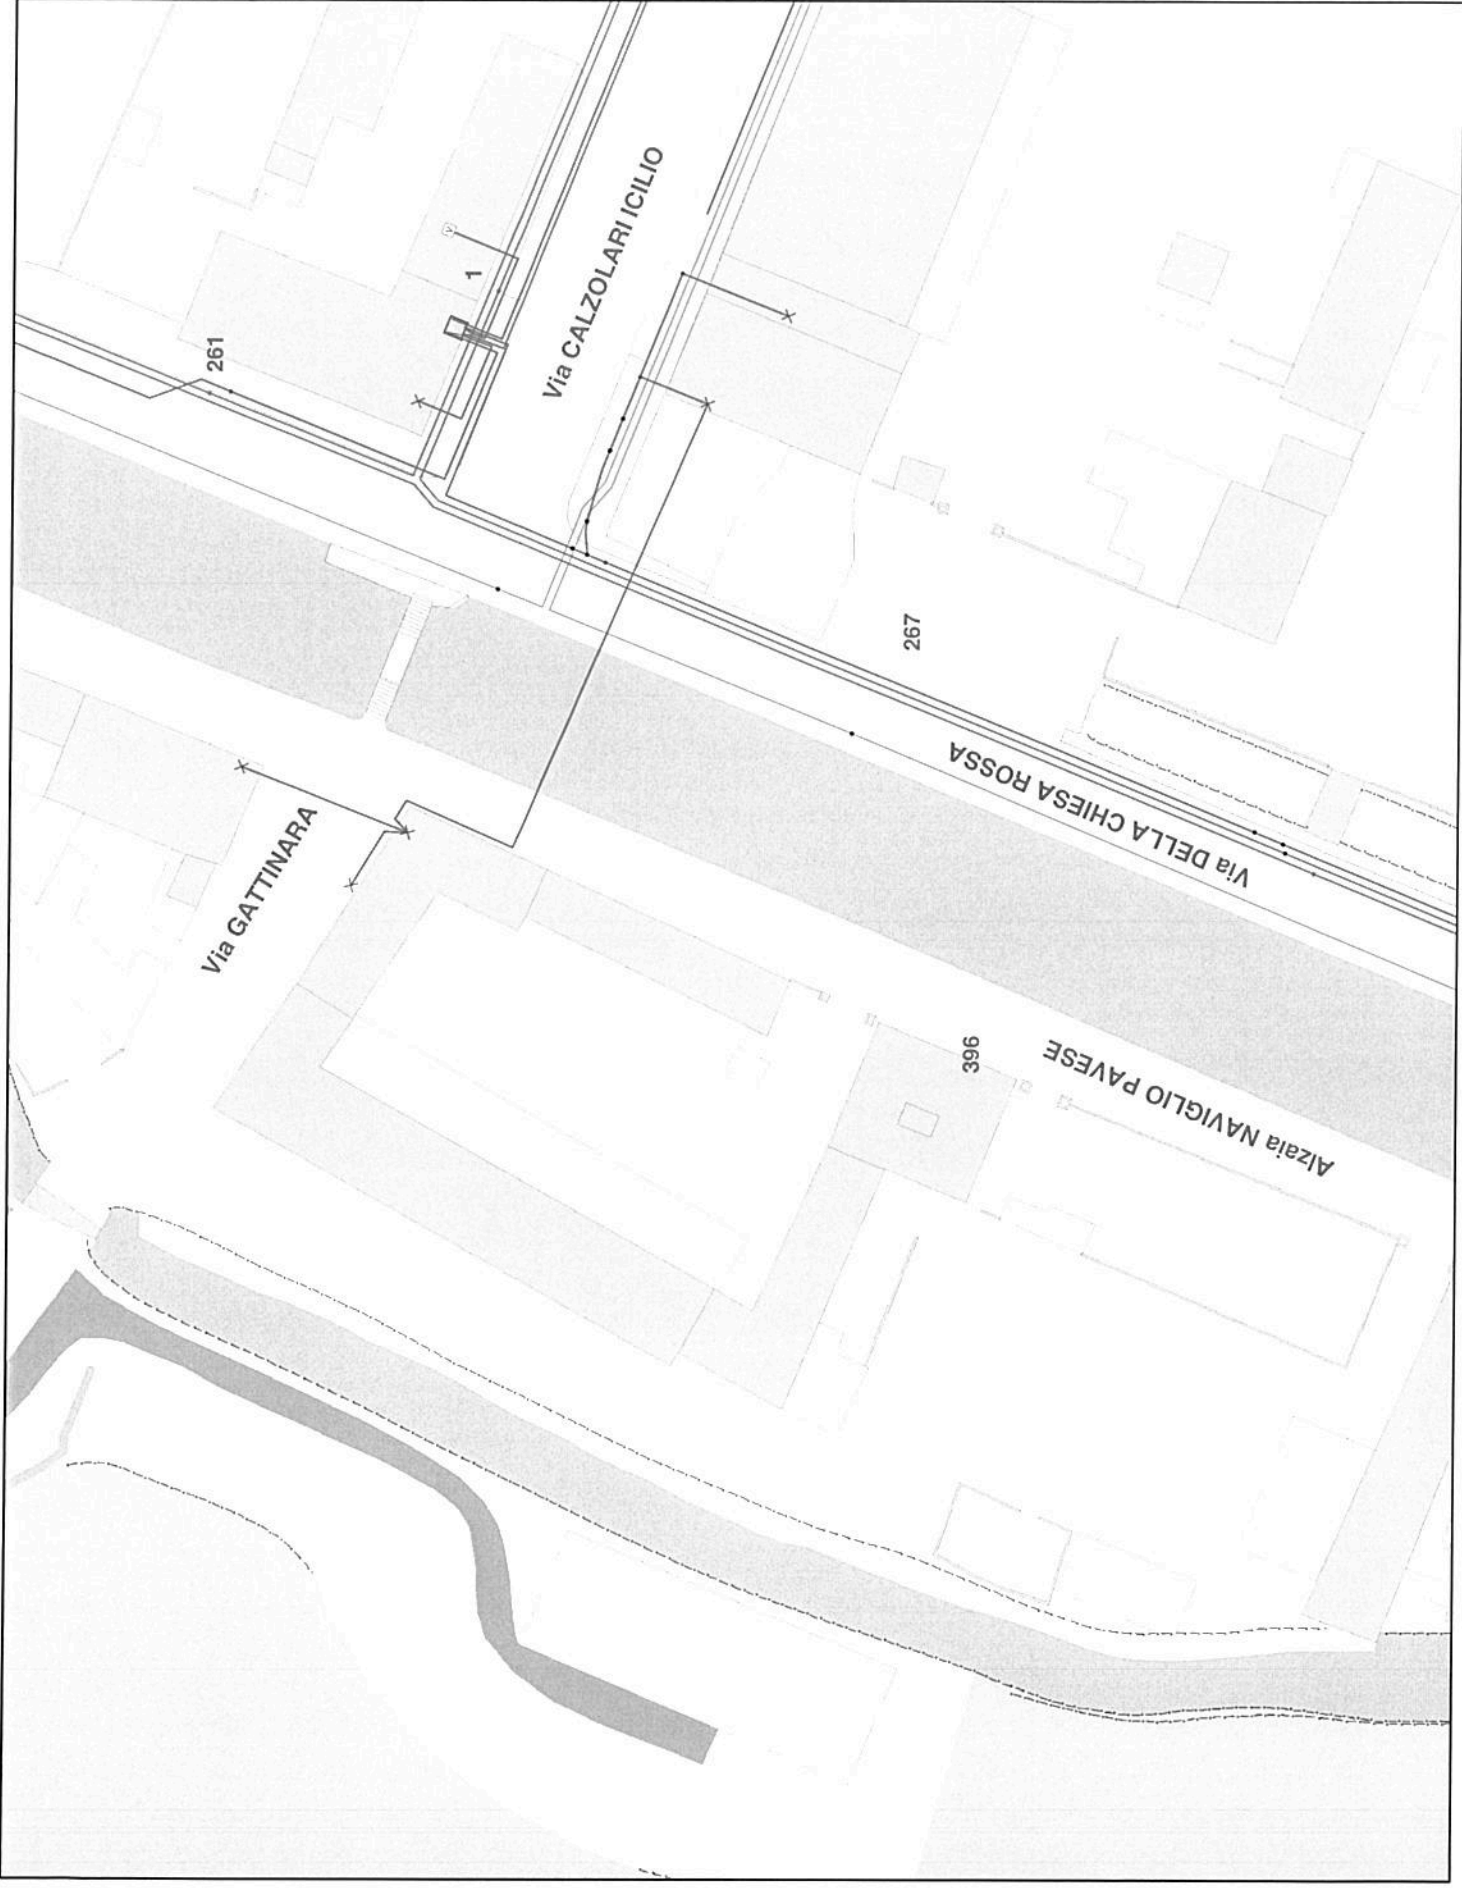 261
1
Via CALZOLARI ICILIO
267
Via GATTINARA
Via DELLA CHIESA ROSSA
396
Alzaia NAVIGLIO PAVESE